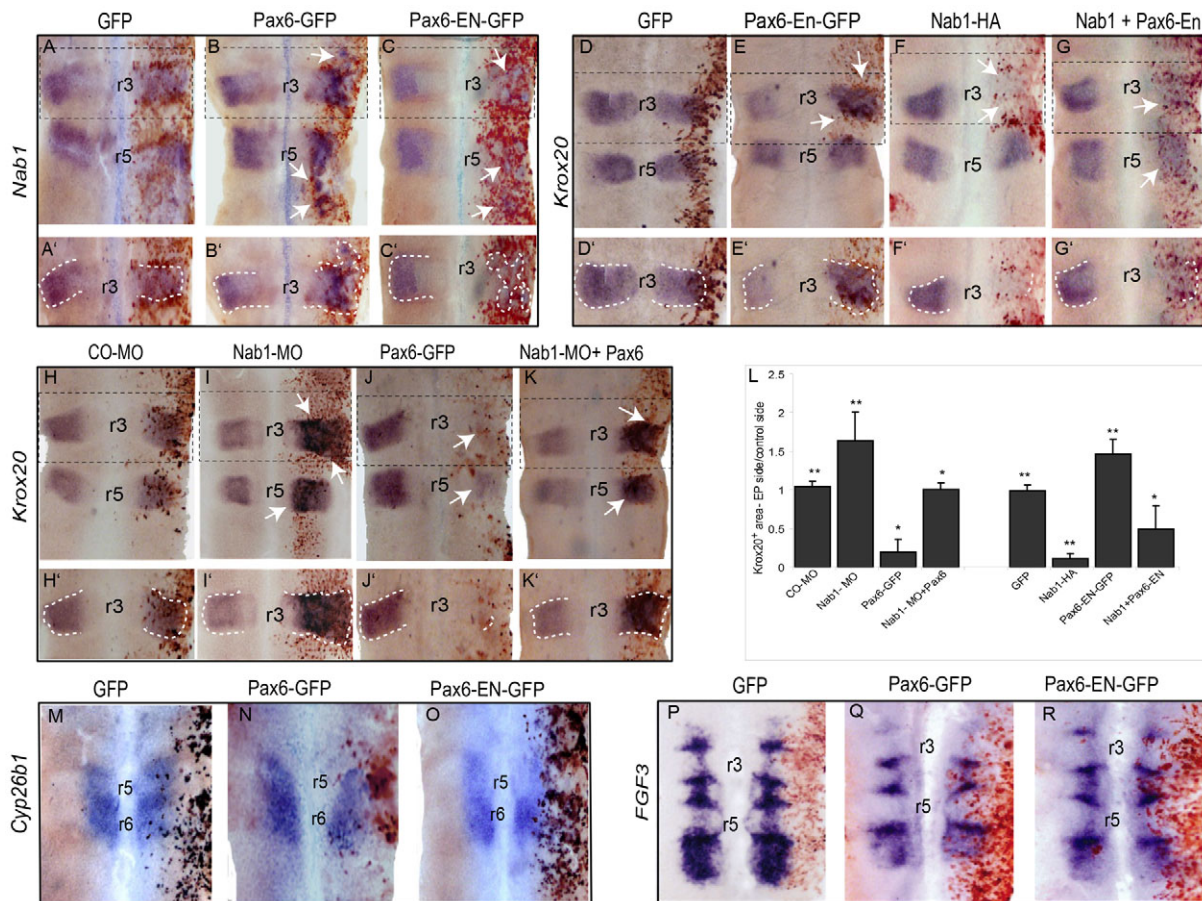 GFP Pax6-GFP Pax6-EN-GFP
A B C
r3 r3 r3
r5 r5 r5
Nab1
A' B' C'
r3 r3 r3
GFP Pax6-En-GFP Nab1-HA Nab1 + Pax6-En
D E F G
r3 r3 r3 r3
r5 r5 r5 r5
Krox20
D' E' F' G'
r3 r3 r3 r3
CO-MO Nab1-MO Pax6-GFP Nab1-MO+ Pax6
H I J K
r3 r3 r3 r3
r5 r5 r5 r5
Krox20
H' I' J' K'
r3 r3 r3 r3
L
Krox20+ area- EP side/control side
2.5
2
1.5
1
0.5
0
** ** * * ** ** ** *
CO-MO Nab1- MO Pax6-GFP Nab1- MO+Pax6 GFP Nab1-HA Pax6-EN-GFP Nab1+Pax6-EN
GFP Pax6-GFP Pax6-EN-GFP
M N O
r5 r5 r5
r6 r6 r6
Cyp26b1
GFP Pax6-GFP Pax6-EN-GFP
P Q R
r3 r3 r3
r5 r5 r5
FGF3